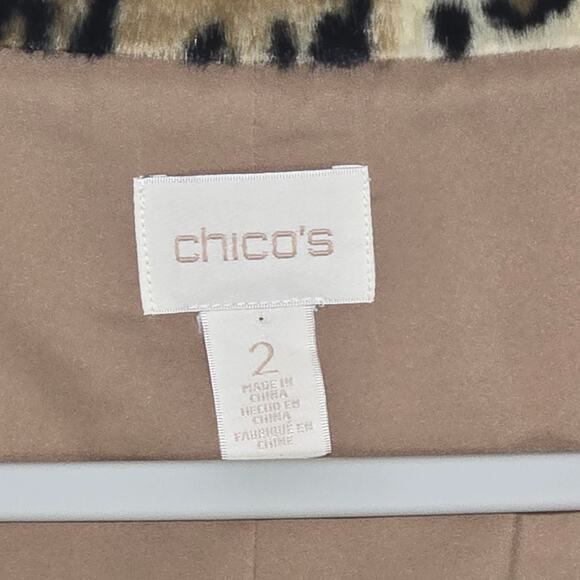 chico's
2
MADE IN
CHINA
HECHO EN
CHINA
FABRIQUÉ EN
CHINE